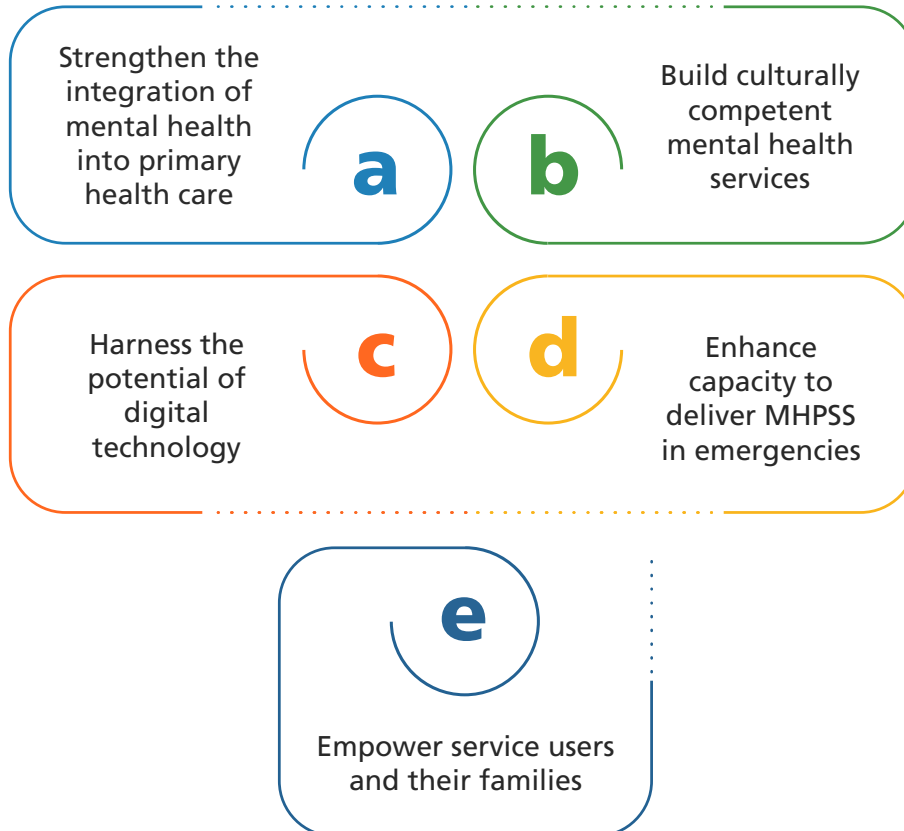 Strengthen the
integration of
mental health
into primary
health care
a
b
Build culturally
competent
mental health
services
Harness the
potential of
digital
technology
c
d
Enhance
capacity to
deliver MHPSS
in emergencies
e
Empower service users
and their families